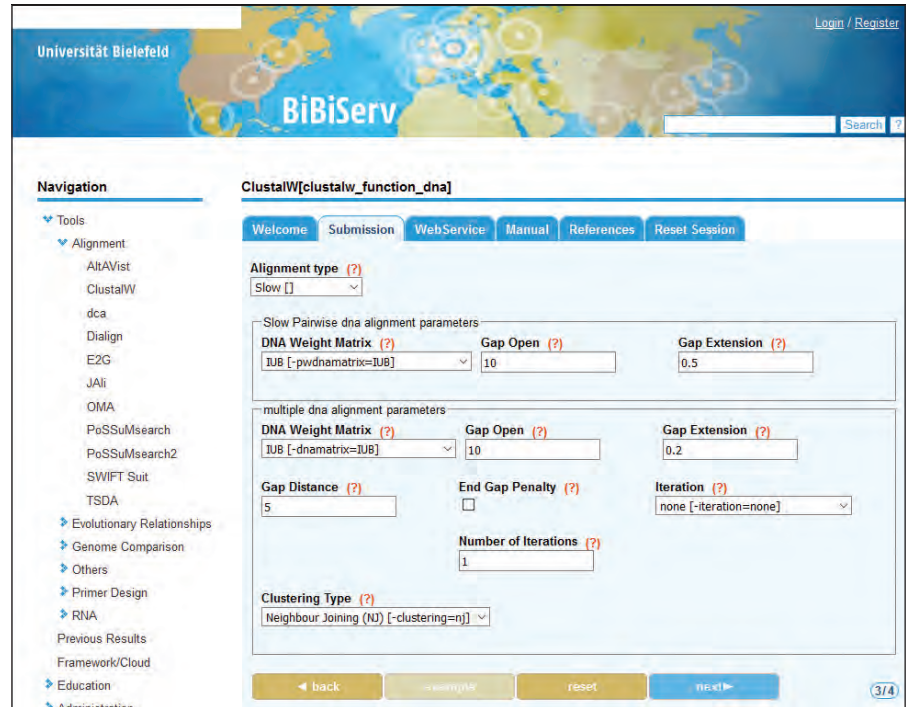 Login / Register
Universität Bielefeld
BiBiServ
Search ?
Navigation
Tools
Alignment
AltAVist
ClustalW
dca
Dialign
E2G
JAli
OMA
PoSSuMsearch
PoSSuMsearch2
SWIFT Suit
TSDA
Evolutionary Relationships
Genome Comparison
Others
Primer Design
RNA
Previous Results
Framework/Cloud
Education
ClustalW[clustalw_function_dna]
Welcome Submission WebService Manual References Reset Session
Alignment type (?)
Slow []
Slow Pairwise dna alignment parameters
DNA Weight Matrix (?) Gap Open (?) Gap Extension (?)
IUB [-pwdnamatrix=IUB] 10 0.5
multiple dna alignment parameters
DNA Weight Matrix (?) Gap Open (?) Gap Extension (?)
IUB [-dnamatrix=IUB] 10 0.2
Gap Distance (?) End Gap Penalty (?) Iteration (?)
5 none [-iteration=none]
Number of Iterations (?)
1
Clustering Type (?)
Neighbour Joining (NJ) [-clustering=nj]
back reset next
3/4